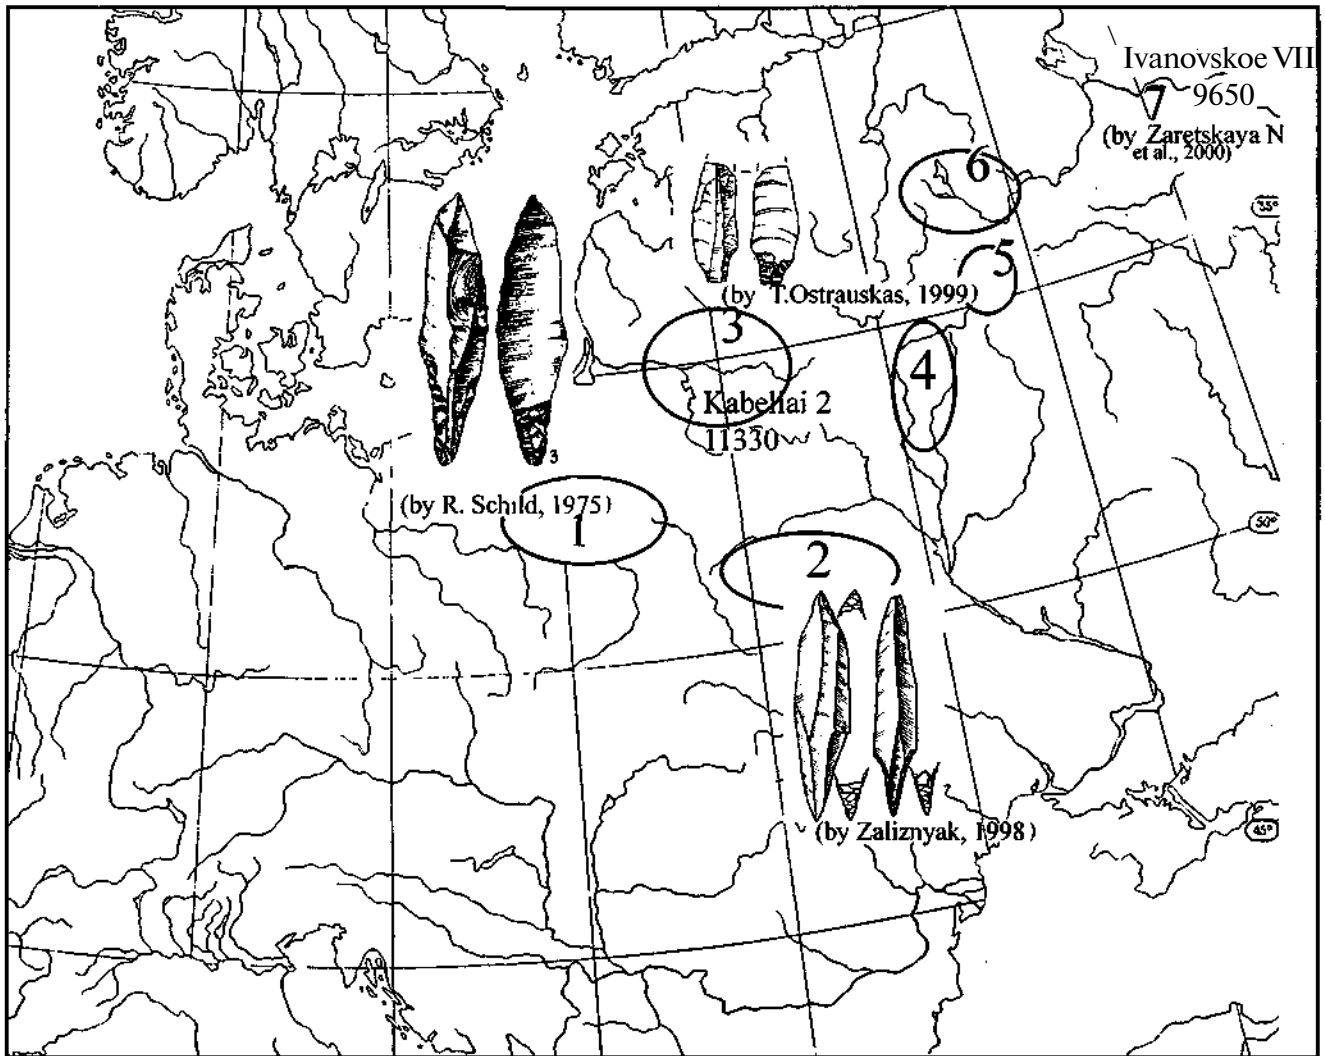 Ivanovskoe VII
9650
7
(by Zaretskaya N
et al., 2000)
6
55°
5
(by T.Ostrauskas, 1999)
3
4
Kabeliai 2
11330
3
(by R. Schild, 1975)
1
50°
2
(by Zaliznyak, 1998)
45°